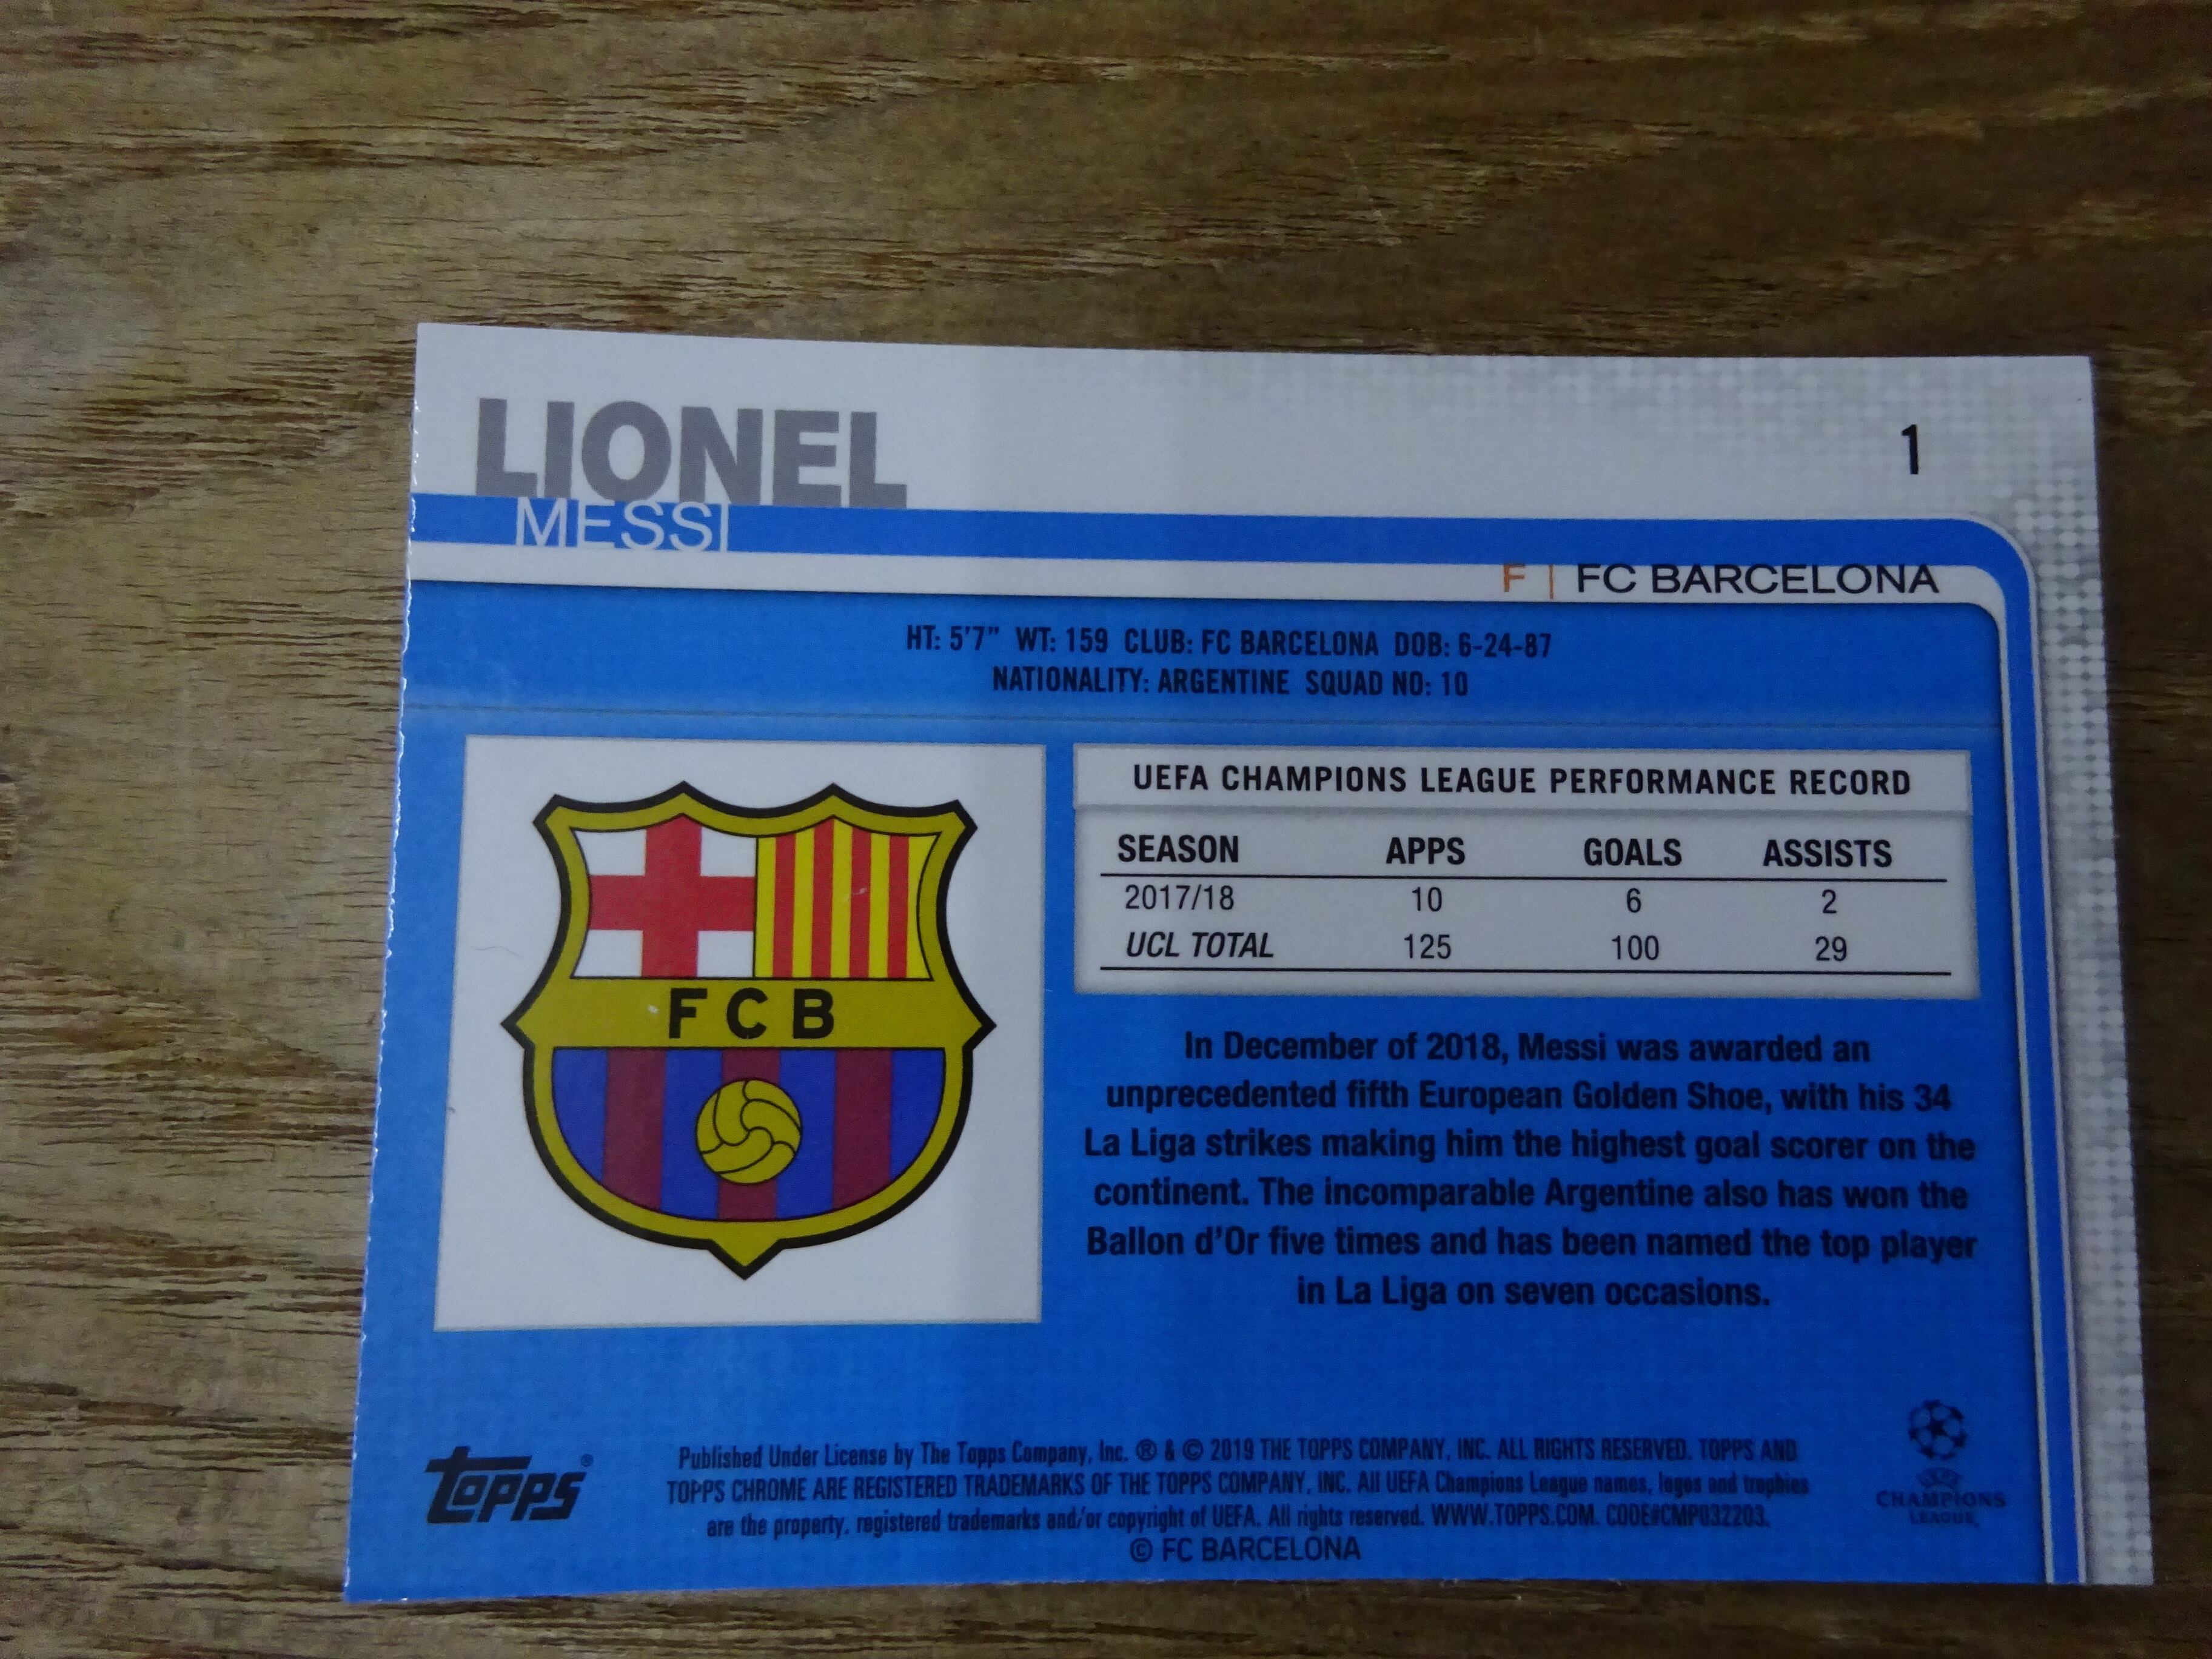 LIONEL
MESSI
1
F | FC BARCELONA
HT: 5'7" WT: 159 CLUB: FC BARCELONA DOB: 6-24-87
NATIONALITY: ARGENTINE SQUAD NO: 10
FCB
UEFA CHAMPIONS LEAGUE PERFORMANCE RECORD
SEASON APPS GOALS ASSISTS
2017/18 10 6 2
UCL TOTAL 125 100 29
In December of 2018, Messi was awarded an
unprecedented fifth European Golden Shoe, with his 34
La Liga strikes making him the highest goal scorer on the
continent. The incomparable Argentine also has won the
Ballon d'Or five times and has been named the top player
in La Liga on seven occasions.
topps®
Published Under License by The Topps Company, Inc. ® & © 2019 THE TOPPS COMPANY, INC. ALL RIGHTS RESERVED. TOPPS AND
TOPPS CHROME ARE REGISTERED TRADEMARKS OF THE TOPPS COMPANY, INC. All UEFA Champions League names, logos and trophies
are the property, registered trademarks and/or copyright of UEFA. All rights reserved. WWW.TOPPS.COM. CODE#CMP032203.
© FC BARCELONA
UEFA
CHAMPIONS
LEAGUE